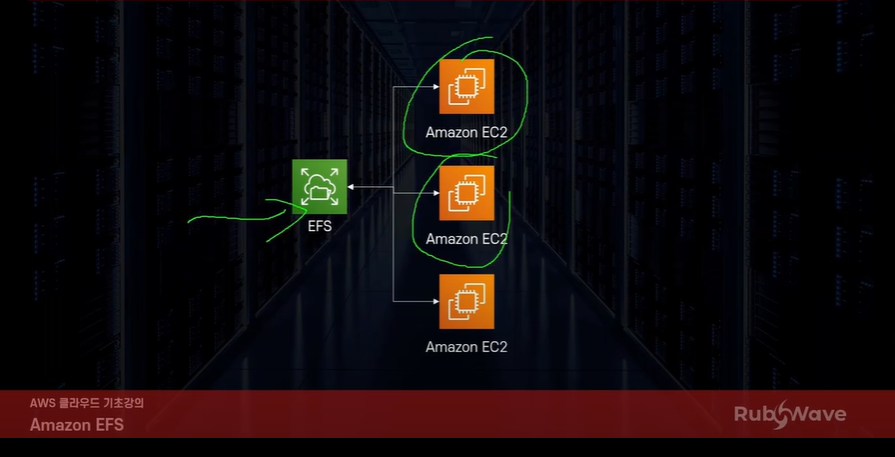 Amazon EC2
EFS
Amazon EC2
Amazon EC2
AWS 클라우드 기초강의
Amazon EFS
RubyWave